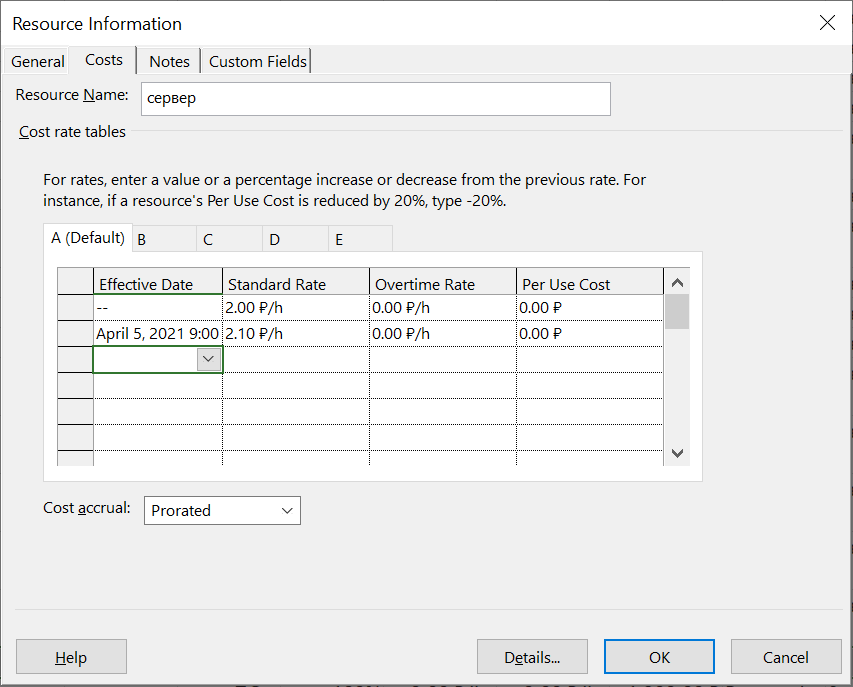 Resource Information
General Costs Notes Custom Fields
Resource Name: сервер
Cost rate tables
For rates, enter a value or a percentage increase or decrease from the previous rate. For
instance, if a resource's Per Use Cost is reduced by 20%, type -20%.
A (Default) B C D E
Effective Date Standard Rate Overtime Rate Per Use Cost
-- 2.00 ₽/h 0.00 ₽/h 0.00 ₽
April 5, 2021 9:00 2.10 ₽/h 0.00 ₽/h 0.00 ₽
Cost accrual: Prorated
Help Details... OK Cancel